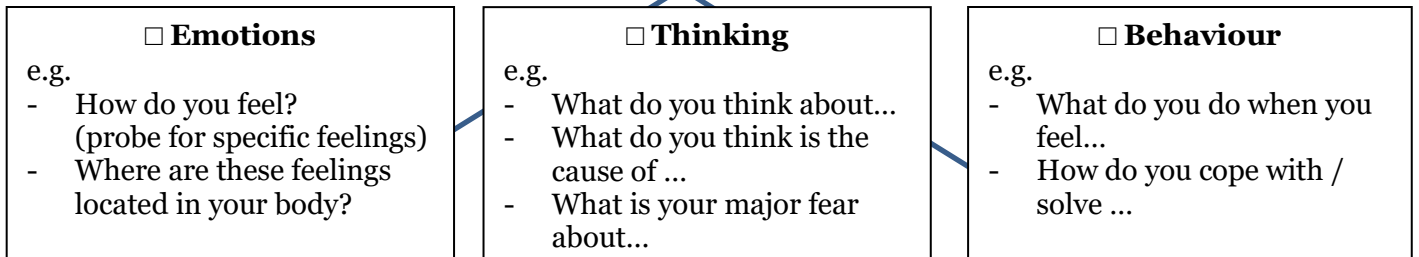 □ Emotions
e.g.
- How do you feel?
(probe for specific feelings)
- Where are these feelings
located in your body?
□ Thinking
e.g.
- What do you think about...
- What do you think is the
cause of ...
- What is your major fear
about...
□ Behaviour
e.g.
- What do you do when you
feel...
- How do you cope with /
solve ...